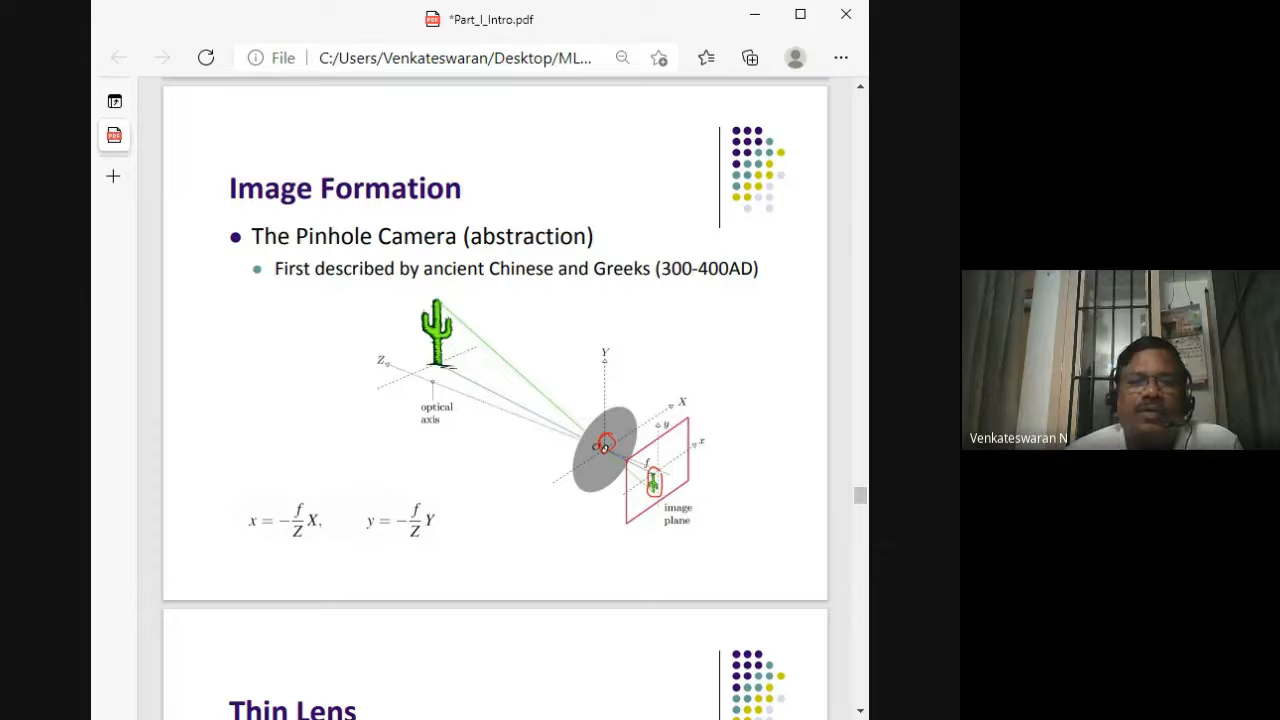 *Part_I_Intro.pdf
File C:/Users/Venkateswaran/Desktop/ML...
Image Formation
The Pinhole Camera (abstraction)
First described by ancient Chinese and Greeks (300-400AD)
Y
Z
X
optical
axis
y
x
f
image
plane
x = −f/Z X, y = −f/Z Y
Venkateswaran N
Thin Lens